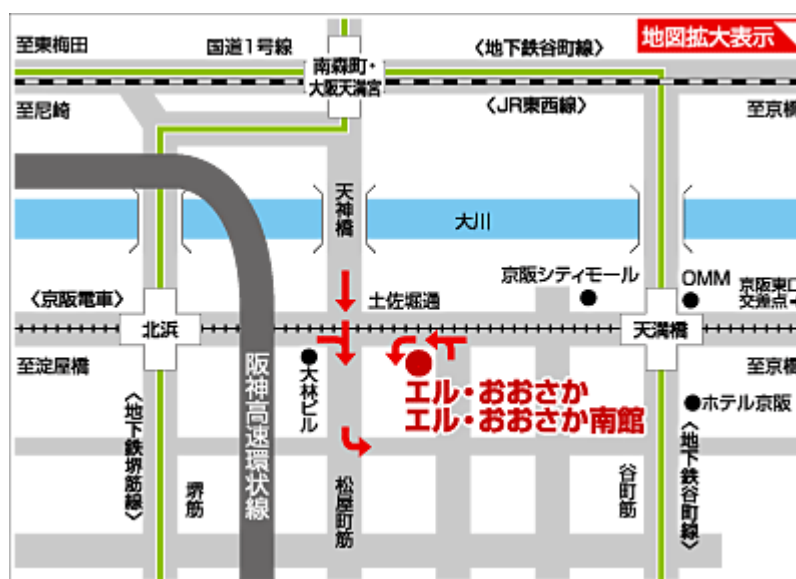 地図拡大表示
至東梅田
国道1号線
〈地下鉄谷町線〉
南森町・
大阪天満宮
至尼崎
〈JR東西線〉
至京橋
天神橋
大川
京阪シティモール
OMM
〈京阪電車〉
土佐堀通
京阪東口
交差点
北浜
天満橋
至淀屋橋
大林ビル
至京橋
エル・おおさか
エル・おおさか南館
ホテル京阪
阪神高速環状線
〈地下鉄堺筋線〉
堺筋
松屋町筋
谷町筋
〈地下鉄谷町線〉